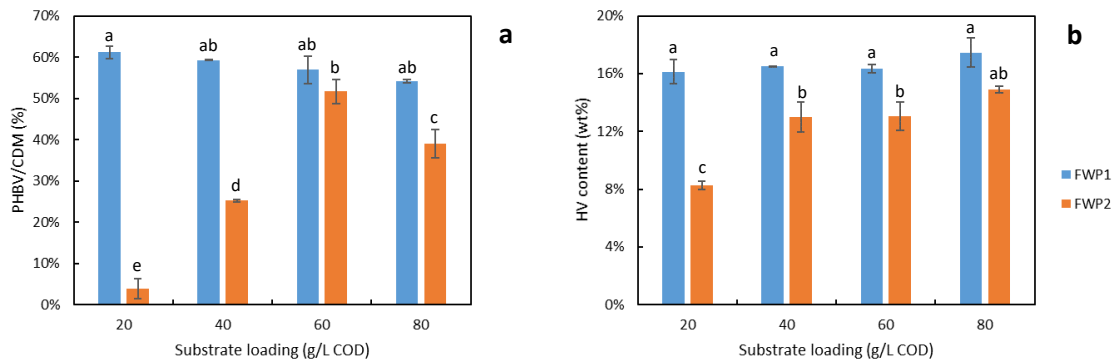 a
PHBV/CDM (%)
70%
60%
50%
40%
30%
20%
10%
0%
a
e
ab
d
ab
b
ab
c
20
40
60
80
Substrate loading (g/L COD)
b
HV content (wt%)
20%
16%
12%
8%
4%
0%
a
c
a
b
a
b
a
ab
20
40
60
80
Substrate loading (g/L COD)
FWP1
FWP2